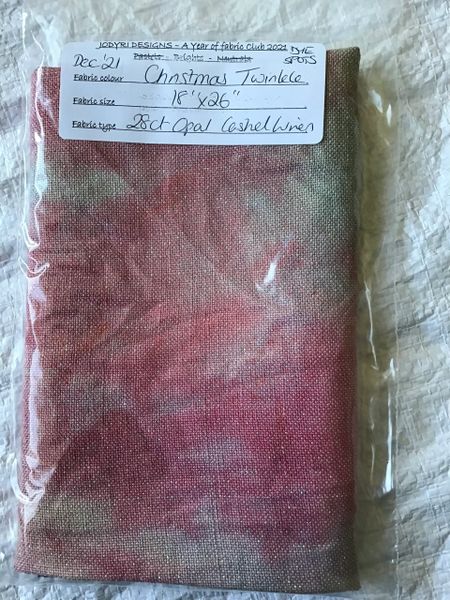 JODYRI DESIGNS - A Year of fabric Club 2021 DYE
Dec '21 Pastels - Brights - Neutrals SPOTS
Fabric colour Christmas Twinkle
Fabric size 18"x26"
Fabric type 28ct Opal Cashel Linen